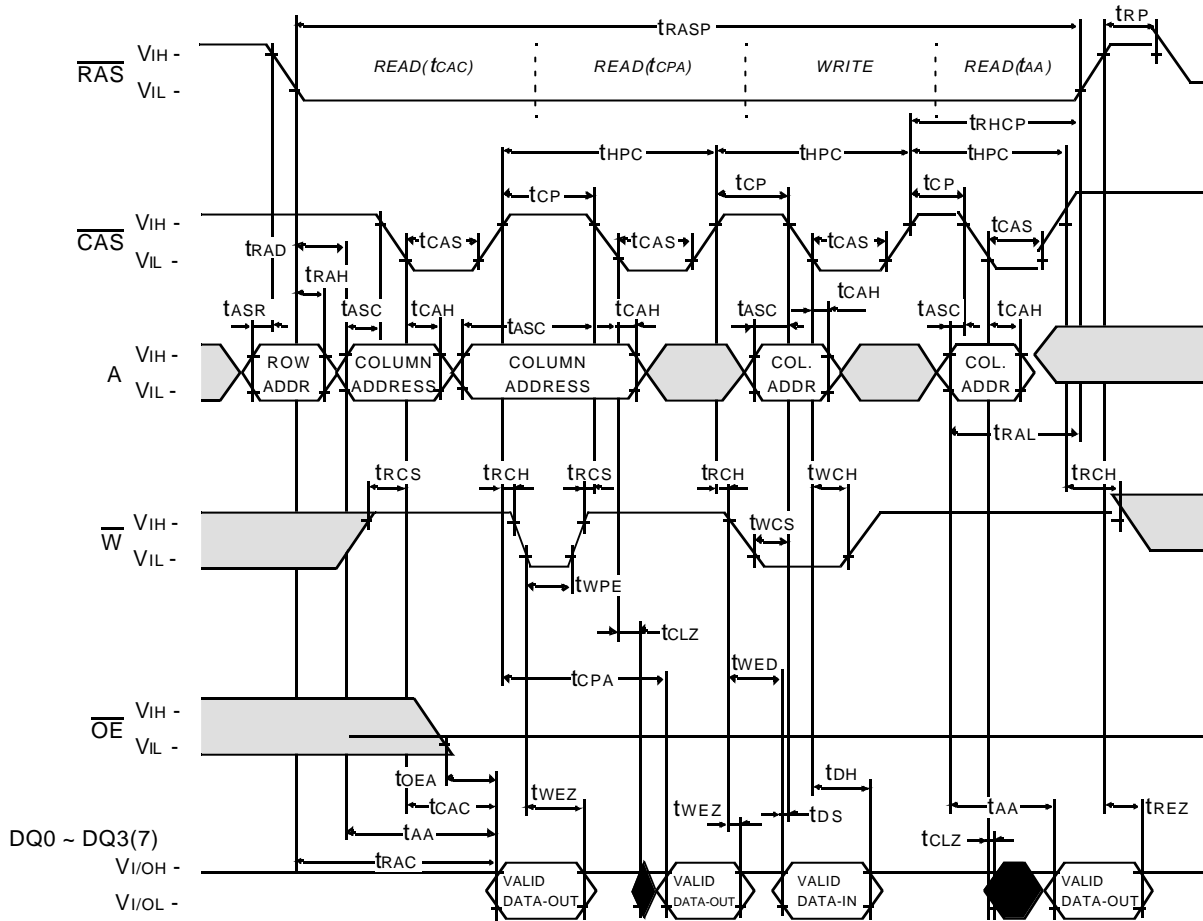 tRASP
tRP
VIH -
RAS
VIL -
READ(tCAC)
READ(tCPA)
WRITE
READ(tAA)
tRHCP
tHPC
tHPC
tHPC
tCP
tCP
tCP
VIH -
CAS
VIL -
tCAS
tCAS
tCAS
tCAS
tRAD
tRAH
tASR
tASC
tCAH
tASC
tCAH
tASC
tCAH
tASC
tCAH
VIH -
A
VIL -
ROW
ADDR
COLUMN
ADDRESS
COLUMN
ADDRESS
COL.
ADDR
COL.
ADDR
tRAL
tRCS
tRCH
tRCS
tRCH
tWCH
tRCH
VIH -
W
VIL -
tWCS
tWPE
tCLZ
tWED
tCPA
VIH -
OE
VIL -
tOEA
tCAC
tAA
tRAC
tWEZ
tWEZ
tDH
tDS
tAA
tREZ
tCLZ
DQ0 ~ DQ3(7)
VI/OH -
VI/OL -
VALID
DATA-OUT
VALID
DATA-OUT
VALID
DATA-IN
VALID
DATA-OUT